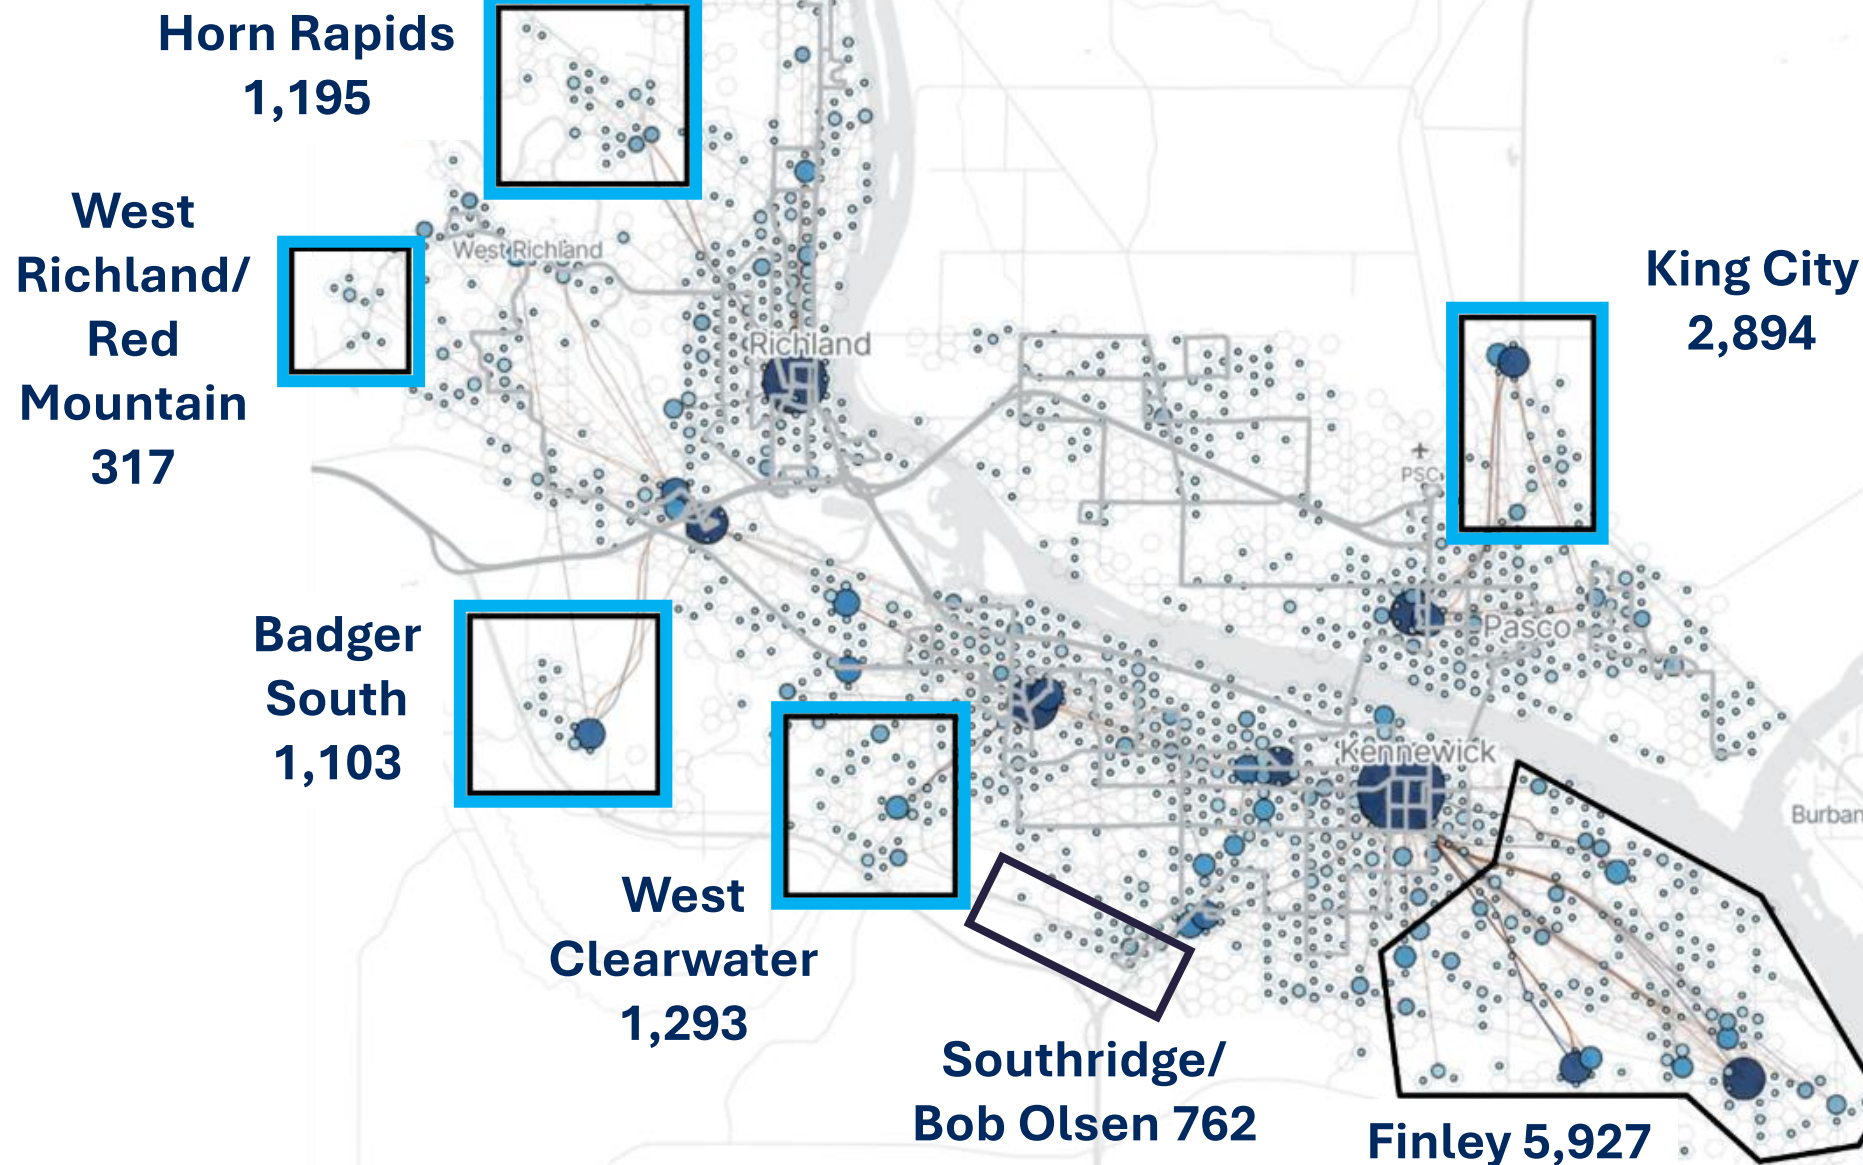 Horn Rapids
1,195
West
Richland/
Red
Mountain
317
West Richland
Richland
King City
2,894
PSC
Badger
South
1,103
Pasco
Kennewick
Burban
West
Clearwater
1,293
Southridge/
Bob Olsen 762
Finley 5,927